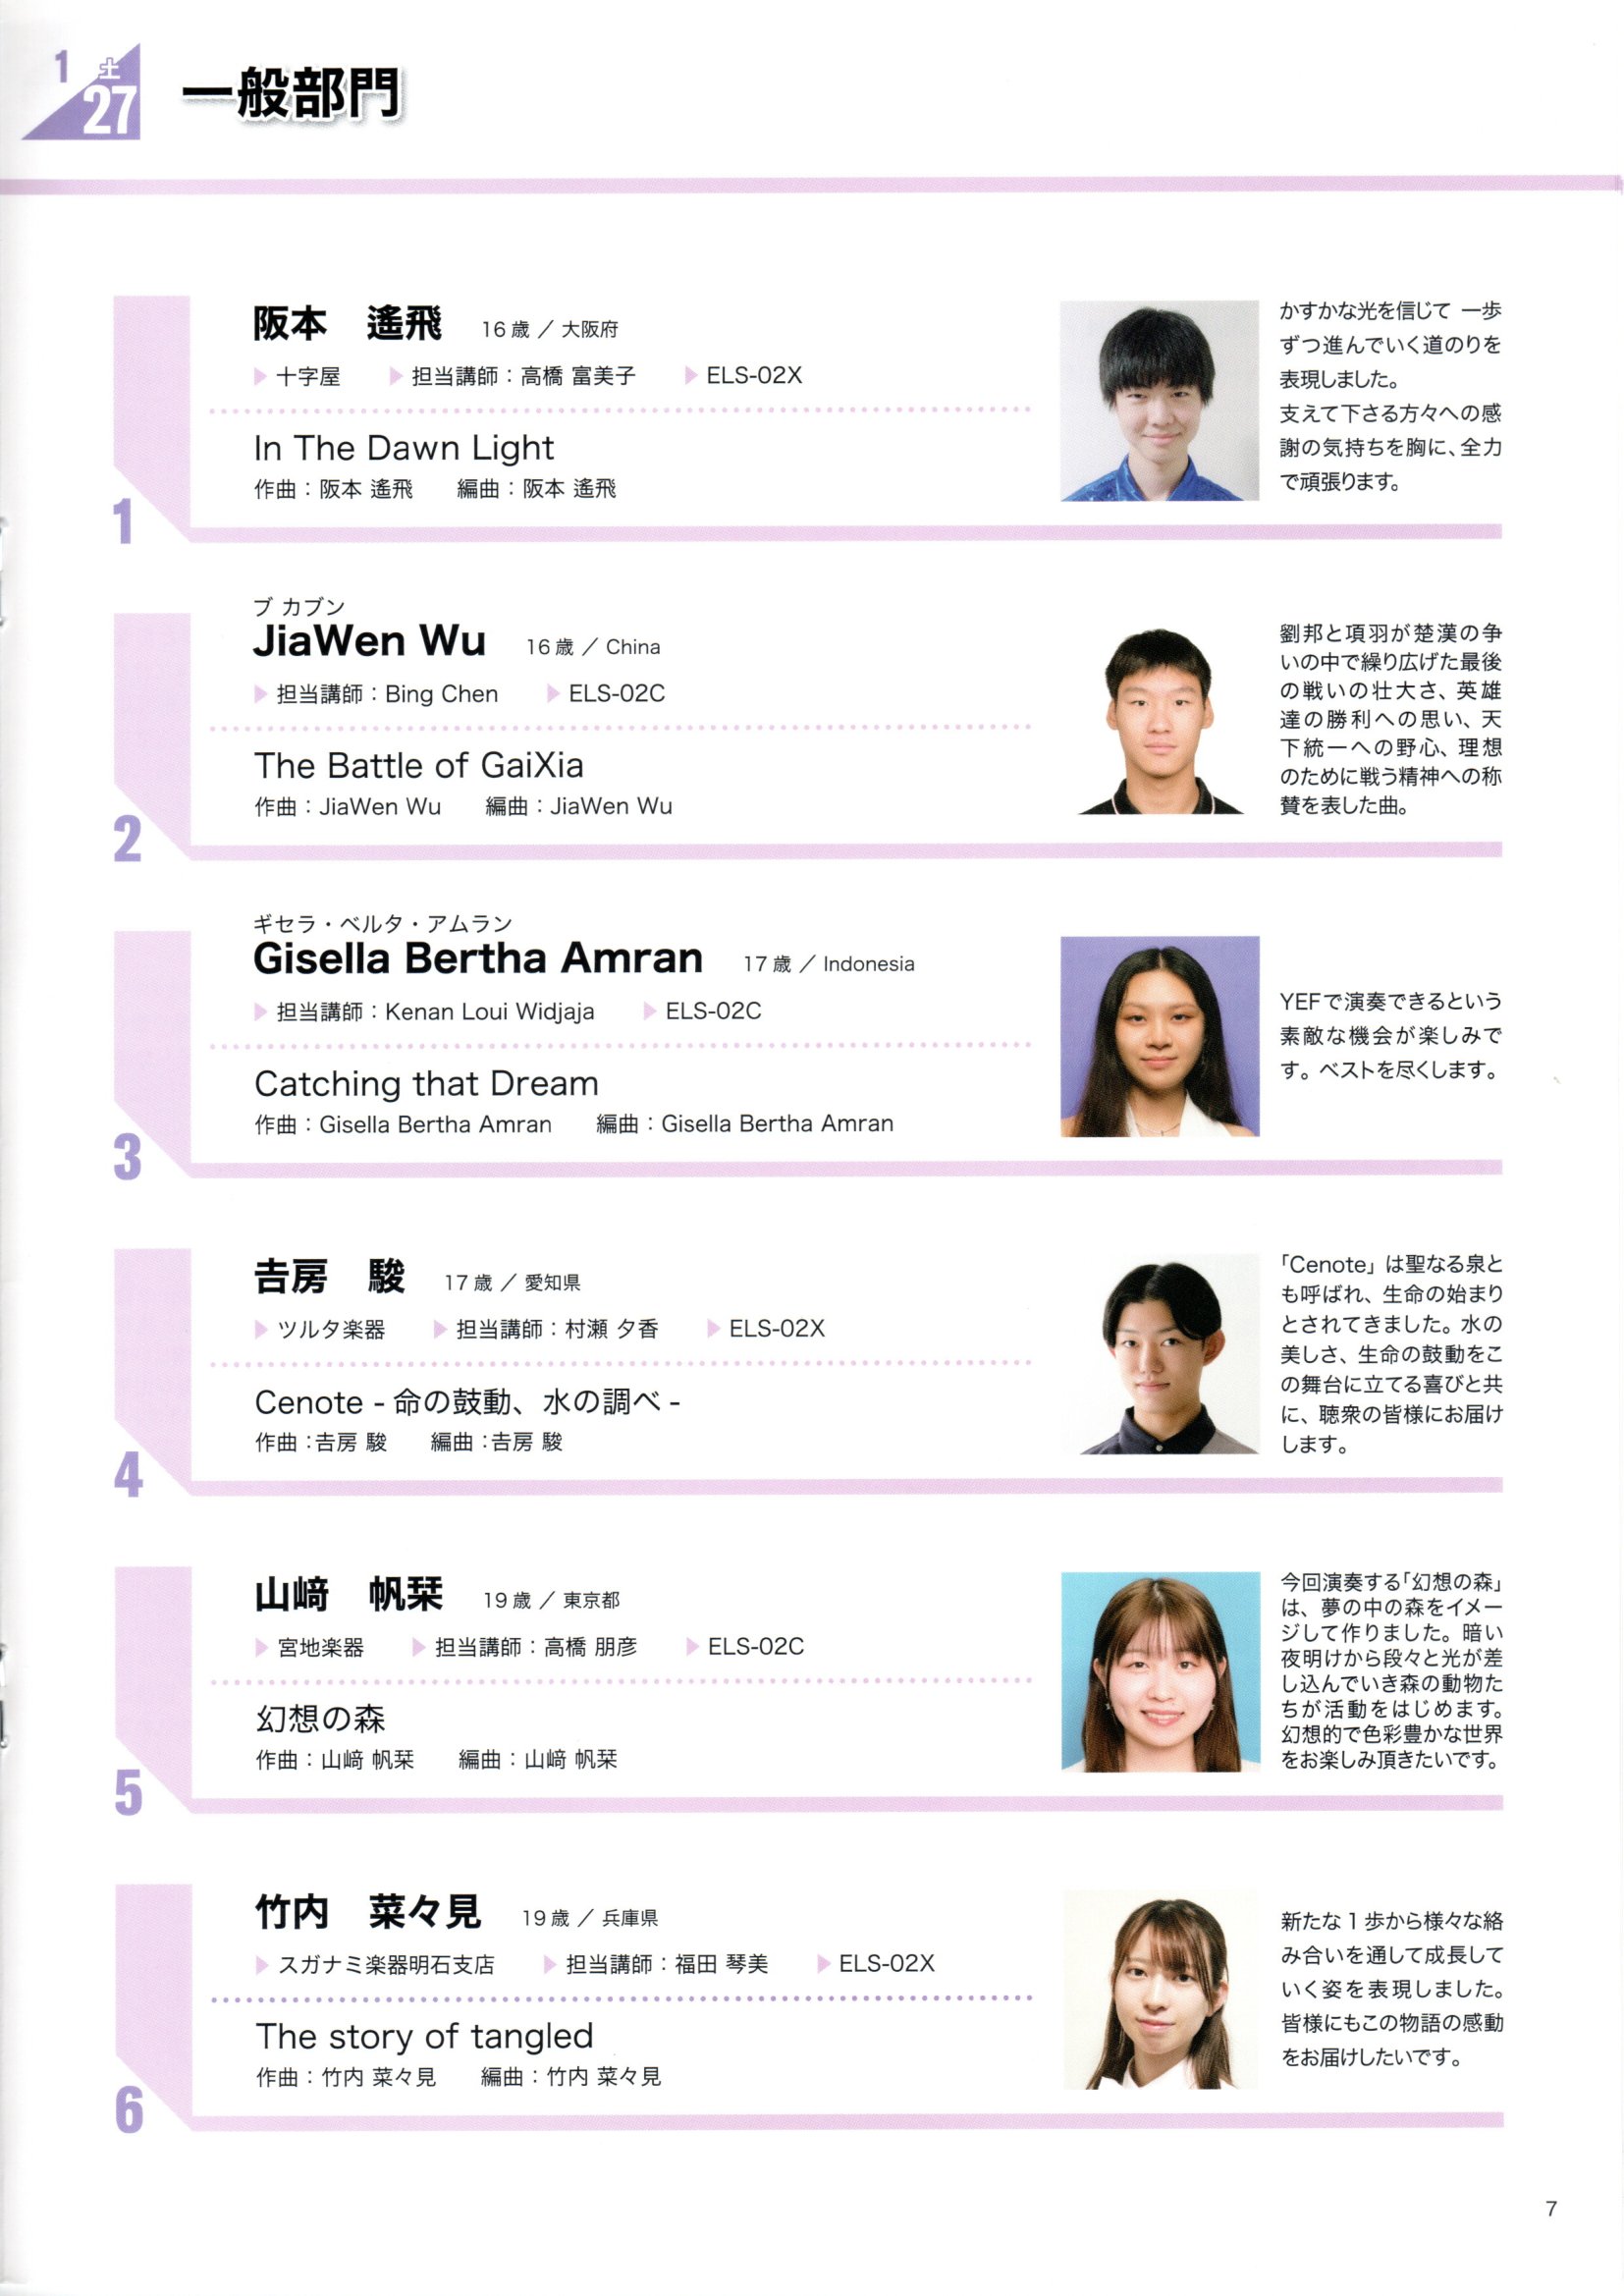 1 土 27
一般部門
阪本　遙飛　16歳 ／ 大阪府
十字屋　担当講師：高橋 富美子　ELS-02X
In The Dawn Light
作曲：阪本 遙飛　編曲：阪本 遙飛
かすかな光を信じて 一歩
ずつ進んでいく道のりを
表現しました。
支えて下さる方々への感
謝の気持ちを胸に、全力
で頑張ります。
1
ブ カブン
JiaWen Wu　16歳 ／ China
担当講師：Bing Chen　ELS-02C
The Battle of GaiXia
作曲：JiaWen Wu　編曲：JiaWen Wu
劉邦と項羽が楚漢の争
いの中で繰り広げた最後
の戦いの壮大さ、英雄
達の勝利への思い、天
下統一への野心、理想
のために戦う精神への称
賛を表した曲。
2
ギセラ・ベルタ・アムラン
Gisella Bertha Amran　17歳 ／ Indonesia
担当講師：Kenan Loui Widjaja　ELS-02C
Catching that Dream
作曲：Gisella Bertha Amran　編曲：Gisella Bertha Amran
YEFで演奏できるという
素敵な機会が楽しみで
す。ベストを尽くします。
3
𠮷房　駿　17歳 ／ 愛知県
ツルタ楽器　担当講師：村瀬 夕香　ELS-02X
Cenote - 命の鼓動、水の調べ -
作曲：𠮷房 駿　編曲：𠮷房 駿
「Cenote」は聖なる泉と
も呼ばれ、生命の始まり
とされてきました。水の
美しさ、生命の鼓動をこ
の舞台に立てる喜びと共
に、聴衆の皆様にお届け
します。
4
山﨑　帆栞　19歳 ／ 東京都
宮地楽器　担当講師：高橋 朋彦　ELS-02C
幻想の森
作曲：山﨑 帆栞　編曲：山﨑 帆栞
今回演奏する「幻想の森」
は、夢の中の森をイメー
ジして作りました。暗い
夜明けから段々と光が差
し込んでいき森の動物た
ちが活動をはじめます。
幻想的で色彩豊かな世界
をお楽しみ頂きたいです。
5
竹内　菜々見　19歳 ／ 兵庫県
スガナミ楽器明石支店　担当講師：福田 琴美　ELS-02X
The story of tangled
作曲：竹内 菜々見　編曲：竹内 菜々見
新たな1歩から様々な絡
み合いを通して成長して
いく姿を表現しました。
皆様にもこの物語の感動
をお届けしたいです。
6
7